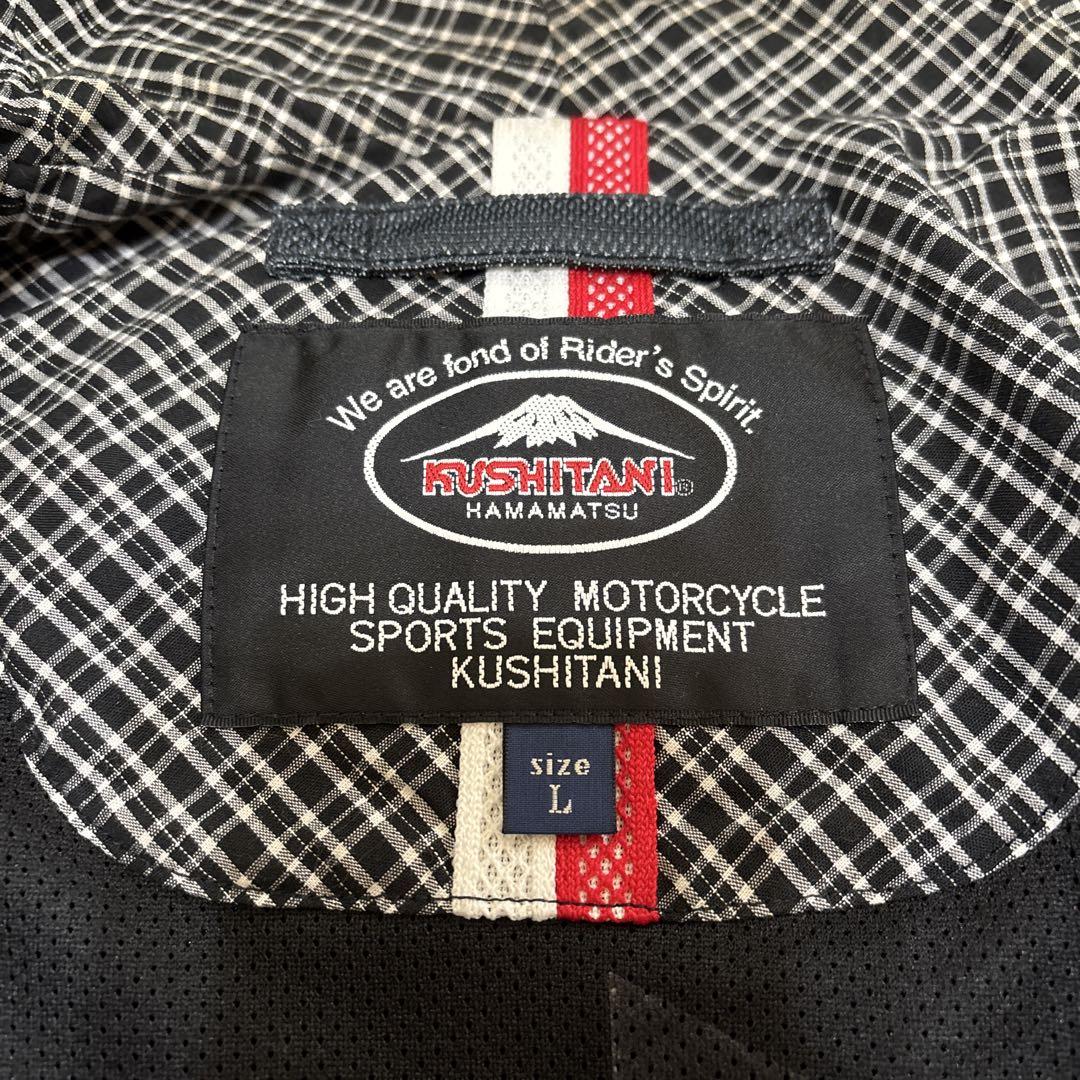 We are fond of Rider's Spirit.
KUSHITANI®
HAMAMATSU
HIGH QUALITY MOTORCYCLE
SPORTS EQUIPMENT
KUSHITANI
size
L